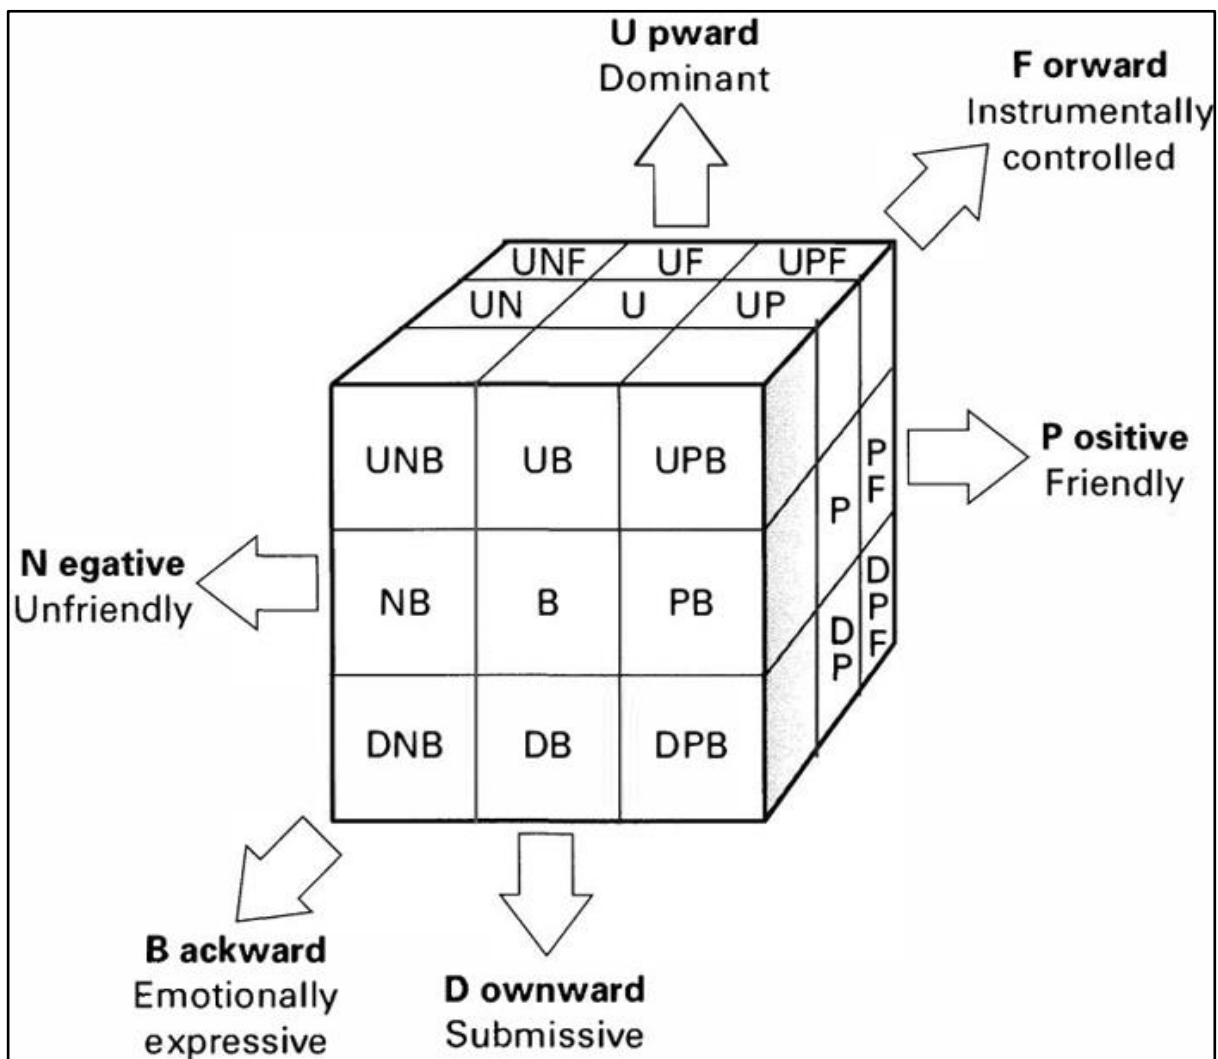 U pward
Dominant
F orward
Instrumentally
controlled
UNF UF UPF
UN U UP
UNB UB UPB
P
F
P ositive
Friendly
P
N egative
Unfriendly
NB B PB
D
P
F
D
P
DNB DB DPB
B ackward
Emotionally
expressive
D ownward
Submissive